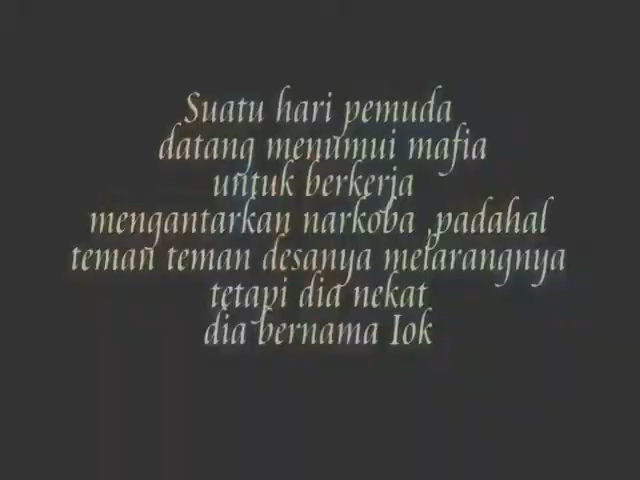 Suatu hari pemuda
datang menumui mafia
untuk berkerja
mengantarkan narkoba ,padahal
teman teman desanya melarangnya
tetapi dia nekat
dia bernama Iok